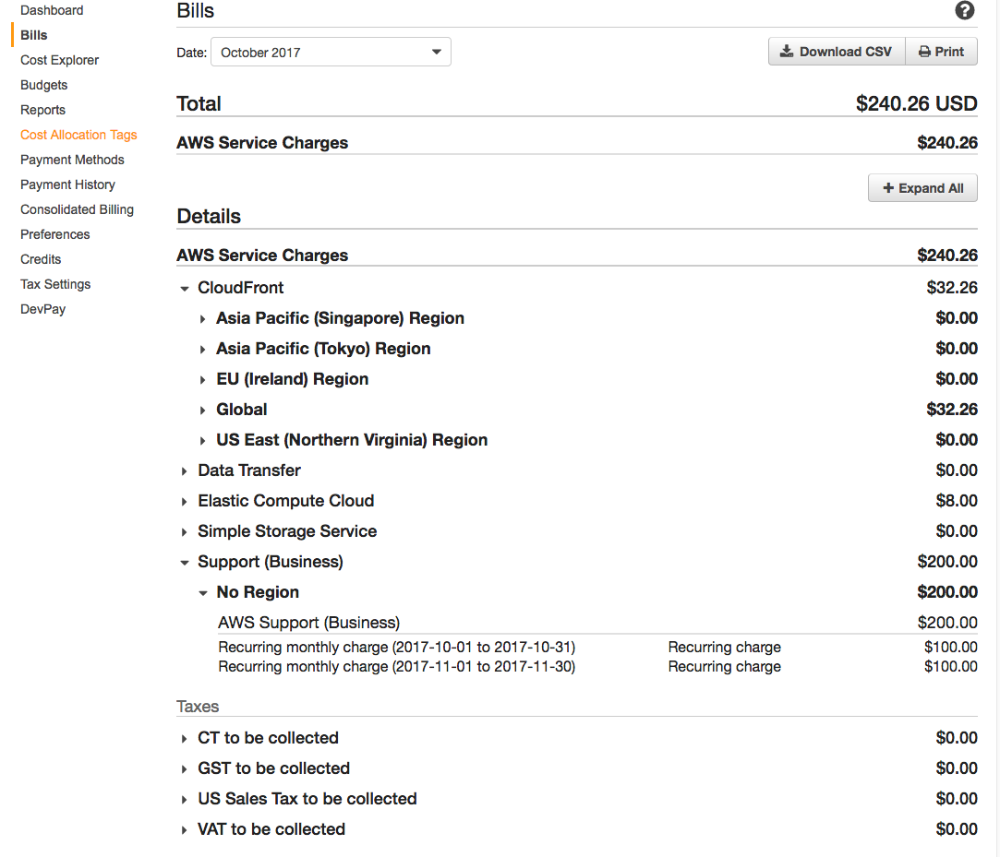 Dashboard
Bills
Cost Explorer
Budgets
Reports
Cost Allocation Tags
Payment Methods
Payment History
Consolidated Billing
Preferences
Credits
Tax Settings
DevPay
Bills
?
Date: October 2017
Download CSV Print
Total $240.26 USD
AWS Service Charges $240.26
+ Expand All
Details
AWS Service Charges $240.26
CloudFront $32.26
Asia Pacific (Singapore) Region $0.00
Asia Pacific (Tokyo) Region $0.00
EU (Ireland) Region $0.00
Global $32.26
US East (Northern Virginia) Region $0.00
Data Transfer $0.00
Elastic Compute Cloud $8.00
Simple Storage Service $0.00
Support (Business) $200.00
No Region $200.00
AWS Support (Business) $200.00
Recurring monthly charge (2017-10-01 to 2017-10-31) Recurring charge $100.00
Recurring monthly charge (2017-11-01 to 2017-11-30) Recurring charge $100.00
Taxes
CT to be collected $0.00
GST to be collected $0.00
US Sales Tax to be collected $0.00
VAT to be collected $0.00